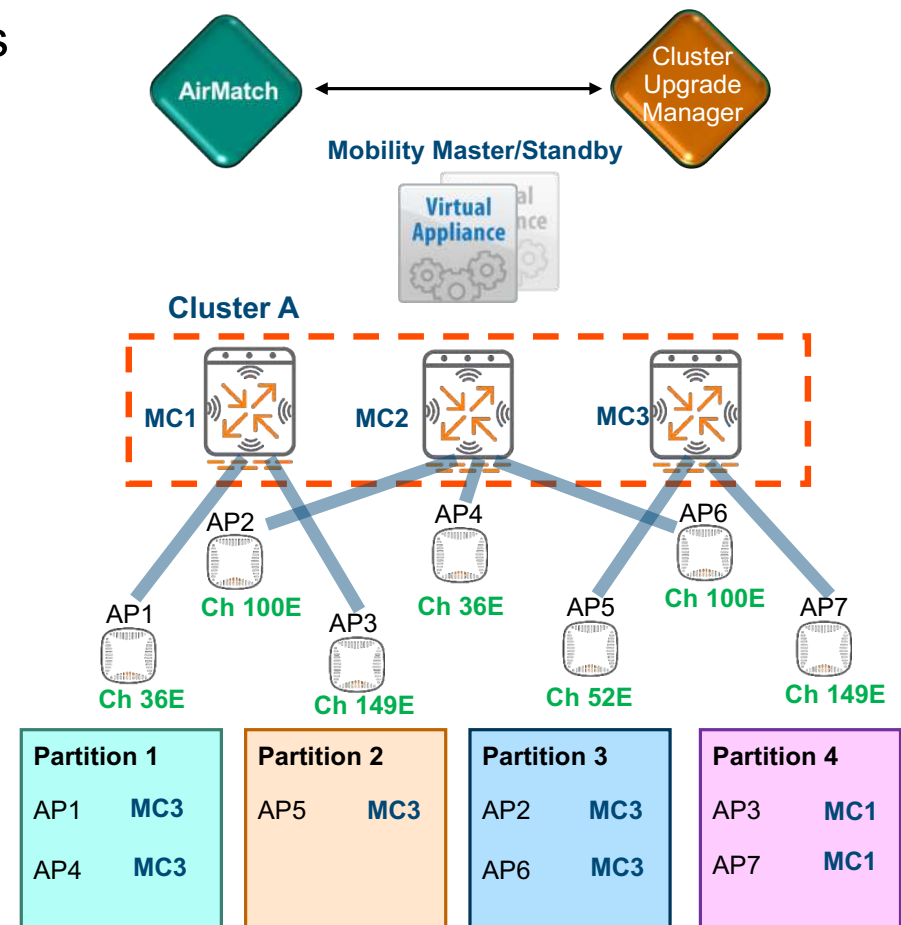 s
AirMatch
Cluster
Upgrade
Manager
Mobility Master/Standby
Virtual
Appliance
al
nce
Cluster A
MC1
MC2
MC3
AP2
AP4
AP6
Ch 100E
Ch 36E
Ch 100E
AP1
AP3
AP5
AP7
Ch 36E
Ch 149E
Ch 52E
Ch 149E
Partition 1
AP1 MC3
AP4 MC3
Partition 2
AP5 MC3
Partition 3
AP2 MC3
AP6 MC3
Partition 4
AP3 MC1
AP7 MC1